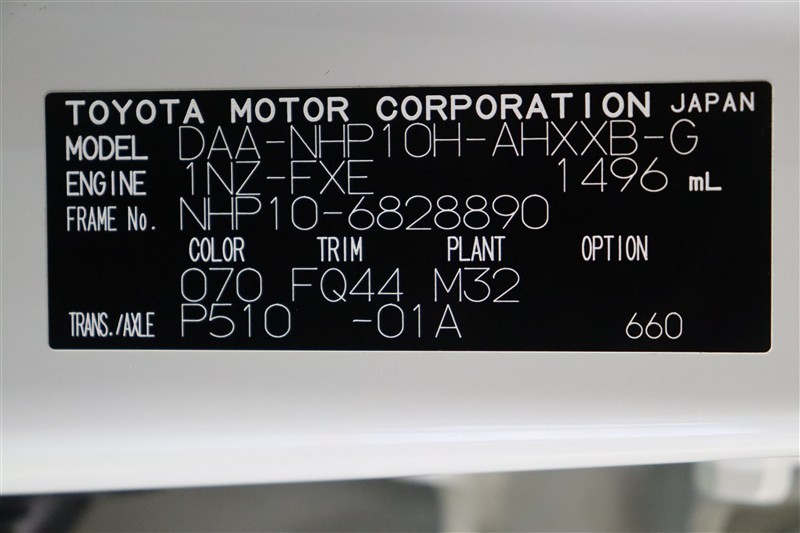 TOYOTA MOTOR CORPORATION JAPAN
MODEL DAA-NHP10H-AHXXB-G
ENGINE 1NZ-FXE 1496 mL
FRAME No. NHP10-6828890
COLOR TRIM PLANT OPTION
070 FQ44 M32
TRANS./AXLE P510 -01A 660